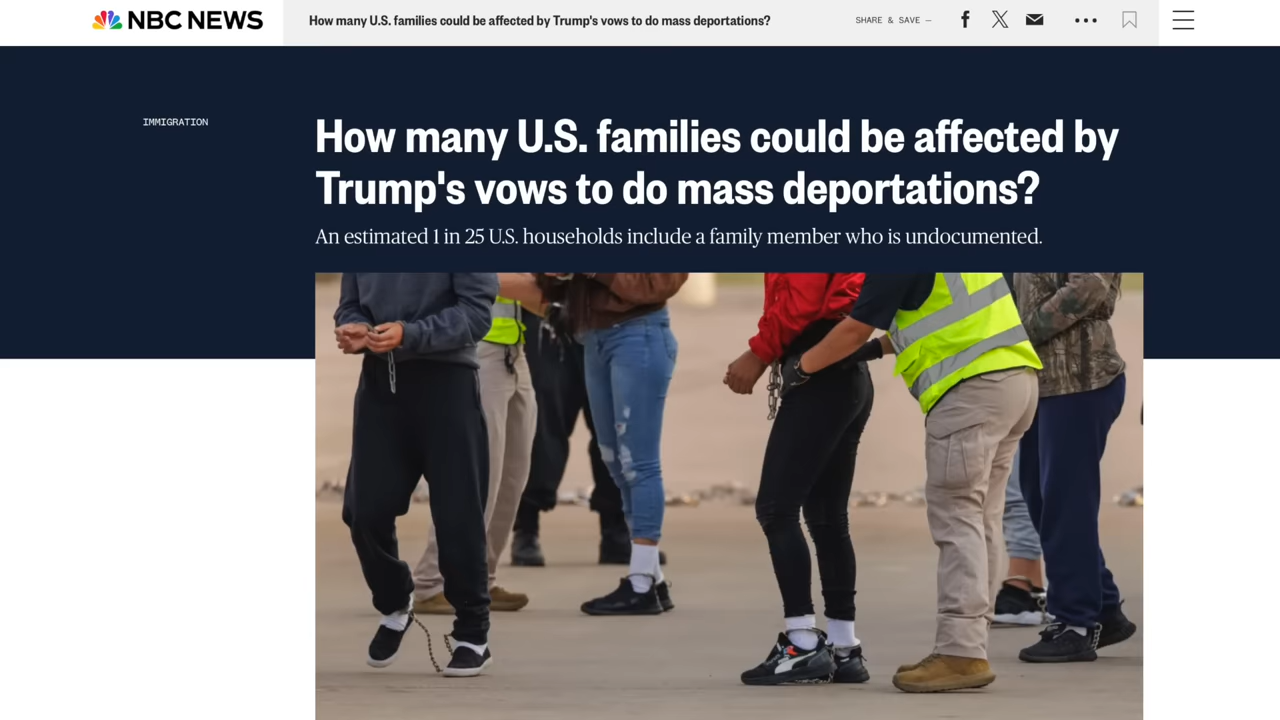 NBC NEWS
How many U.S. families could be affected by Trump's vows to do mass deportations?
SHARE & SAVE —
IMMIGRATION
How many U.S. families could be affected by
Trump's vows to do mass deportations?
An estimated 1 in 25 U.S. households include a family member who is undocumented.